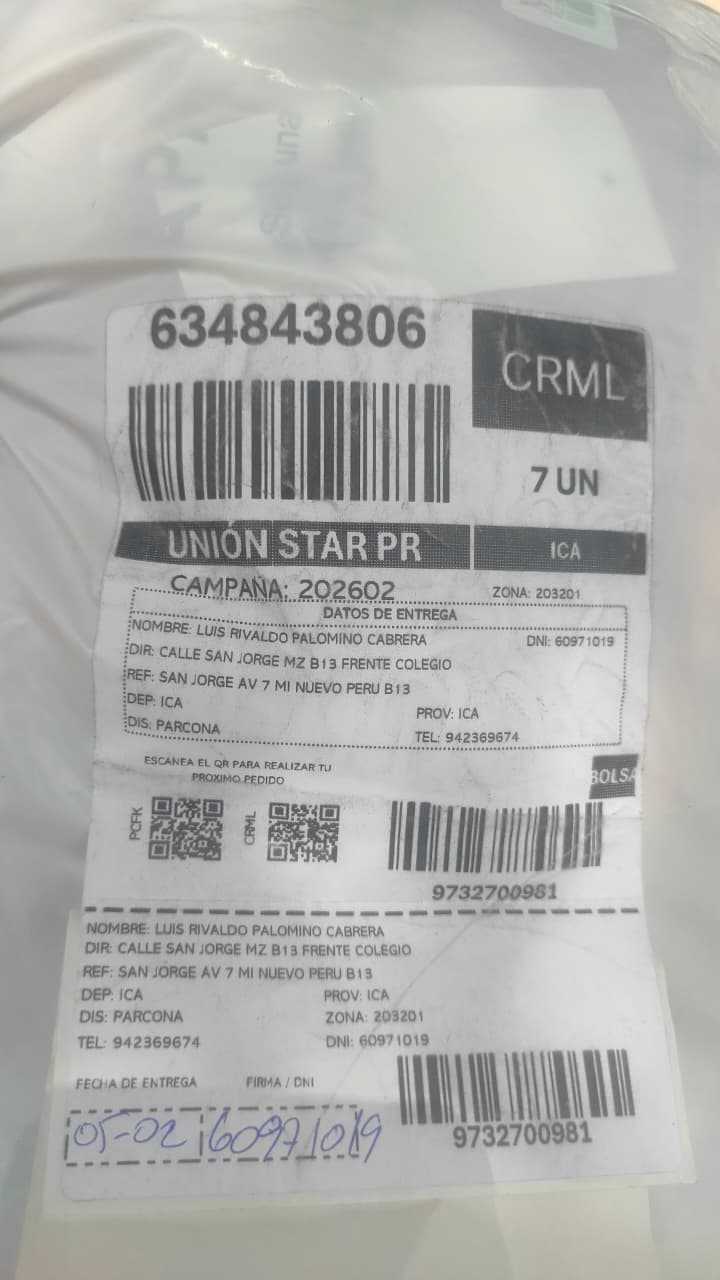 634843806
CRML
7 UN
UNIÓN STAR PR
ICA
CAMPAÑA: 202602
ZONA: 203201
DATOS DE ENTREGA
NOMBRE: LUIS RIVALDO PALOMINO CABRERA DNI: 60971019
DIR: CALLE SAN JORGE MZ B13 FRENTE COLEGIO
REF: SAN JORGE AV 7 MI NUEVO PERU B13
DEP: ICA PROV: ICA
DIS: PARCONA TEL: 942369674
ESCANEA EL QR PARA REALIZAR TU
PROXIMO PEDIDO
BOLSA
PCFK
CRML
9732700981
NOMBRE: LUIS RIVALDO PALOMINO CABRERA
DIR: CALLE SAN JORGE MZ B13 FRENTE COLEGIO
REF: SAN JORGE AV 7 MI NUEVO PERU B13
DEP: ICA PROV: ICA
DIS: PARCONA ZONA: 203201
TEL: 942369674 DNI: 60971019
FECHA DE ENTREGA FIRMA / DNI
05-02 60971019
9732700981